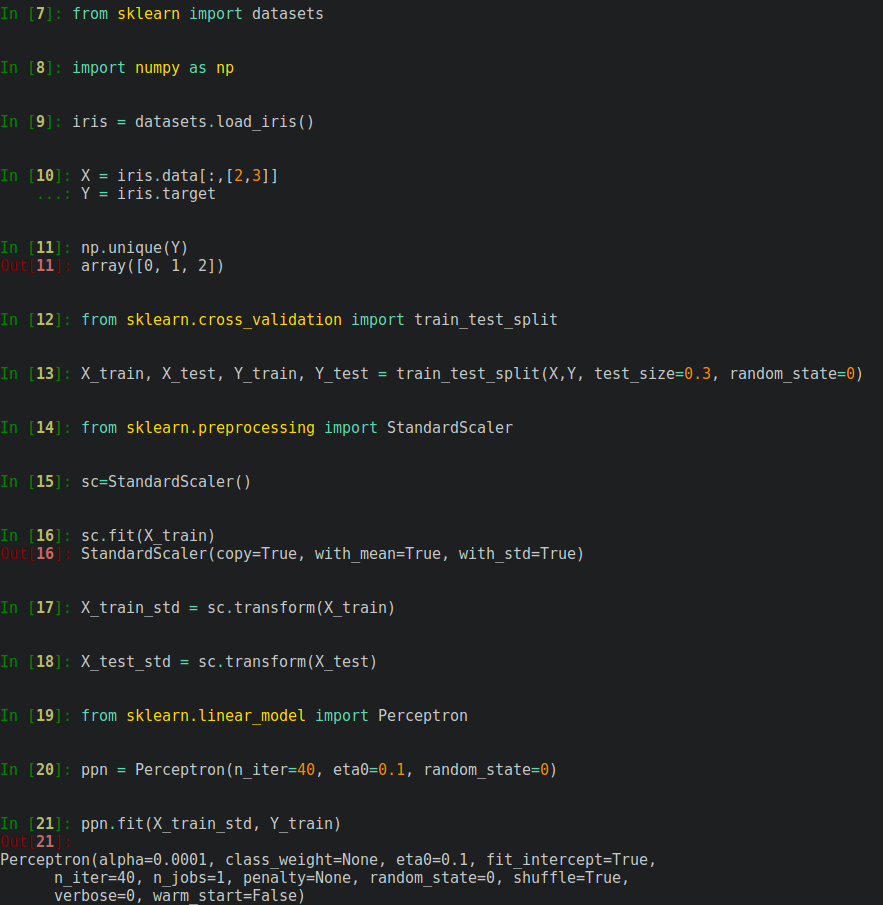 In [7]: from sklearn import datasets
In [8]: import numpy as np
In [9]: iris = datasets.load_iris()
In [10]: X = iris.data[:,[2,3]]
...: Y = iris.target
In [11]: np.unique(Y)
Out[11]: array([0, 1, 2])
In [12]: from sklearn.cross_validation import train_test_split
In [13]: X_train, X_test, Y_train, Y_test = train_test_split(X,Y, test_size=0.3, random_state=0)
In [14]: from sklearn.preprocessing import StandardScaler
In [15]: sc=StandardScaler()
In [16]: sc.fit(X_train)
Out[16]: StandardScaler(copy=True, with_mean=True, with_std=True)
In [17]: X_train_std = sc.transform(X_train)
In [18]: X_test_std = sc.transform(X_test)
In [19]: from sklearn.linear_model import Perceptron
In [20]: ppn = Perceptron(n_iter=40, eta0=0.1, random_state=0)
In [21]: ppn.fit(X_train_std, Y_train)
Out[21]:
Perceptron(alpha=0.0001, class_weight=None, eta0=0.1, fit_intercept=True,
n_iter=40, n_jobs=1, penalty=None, random_state=0, shuffle=True,
verbose=0, warm_start=False)